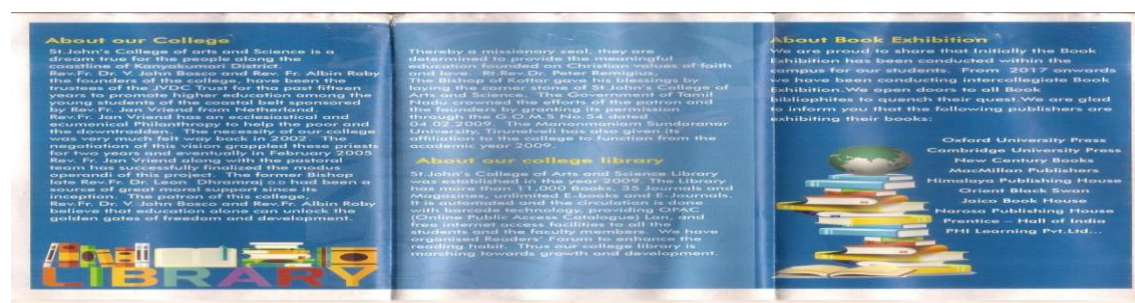 About our College
St.John's College of arts and Science is a
dream true for the people along the
coastline of Kanyakumari District.
Rev.Fr. Dr. V. John Bosco and Rev. Fr. Albin Roby
the founders of the college, have been the
trustees of the JVDC Trust for tha past fifteen
years to promote higher education among the
young students of the coastal belt sponsored
by Rev.Fr. Jan Vriend from Netherland.
Rev.Fr. Jan Vriend has an ecclesiastical and
ecumenical Philanthropy to help the poor and
the downtradden. The necessity of our college
was very much felt way back in 2002. The
negotiation of this vision grappled these priests
for two years and eventually in February 2005
Rev. Fr. Jan Vriend along with the pastoral
team has successfully finalized the modus
operandi of this project. The former Bishop
late Rev.Fr. Dr. Leon Dhramraj had been a
source of great moral support since its
inception. The patron of this college,
Rev.Fr. Dr. V. John Bosco and Rev. Fr. Albin Roby
believe that education alone can unlock the
golden gates of freedom and development.
LIBRARY
Thereby a missionary zeal, they are
determined to provide the meaningful
education founded on Christian values of faith
and love. Rt.Rev.Dr. Peter Remigius,
The Bishop of Kottar gave his blessings by
laying the corner stone of St.John's College of
Arts and Science. The Government of Tamil
Nadu crowned the efforts of the patron and
the founders by granting its permission
through the G.O.M.S No.54 dated
04.02.2009. The Manonmaniam Sundaranar
University, Tirunelveli has also given its
affiliation to the college to function from the
academic year 2009.
About our college library
St.John's College of Arts and Science Library
was established in the year 2009. The Library
has more than 11,000 Books, 35 Journals and
Magazines, unlimited E-books and E Journals.
It is automated and the circulation is done
with barcode technology, providing OPAC
(Online Public Access Catalogue) Lan, and
free internet access facilities to all the
students and the faculty members. We have
organised Readers' Forum to enhance the
reading habit. Thus our college library is
marching towards growth and development.
About Book Exhibition
We are proud to share that Initially the Book
Exhibition has been conducted within the
campus for our students. From 2017 onwards
we have been conducting intercollegiate Book
Exhibition.We open doors to all Book
bibliophites to quench their quest.We are glad
to inform you that the following publishers are
exhibiting their books:
Oxford University Press
Cambridge University Press
New Century Books
MacMillan Publishers
Himalaya Publishing House
Orient Black Swan
Jaico Book House
Narosa Publishing House
Prentice - Hall of India
PHI Learning Pvt.Ltd...